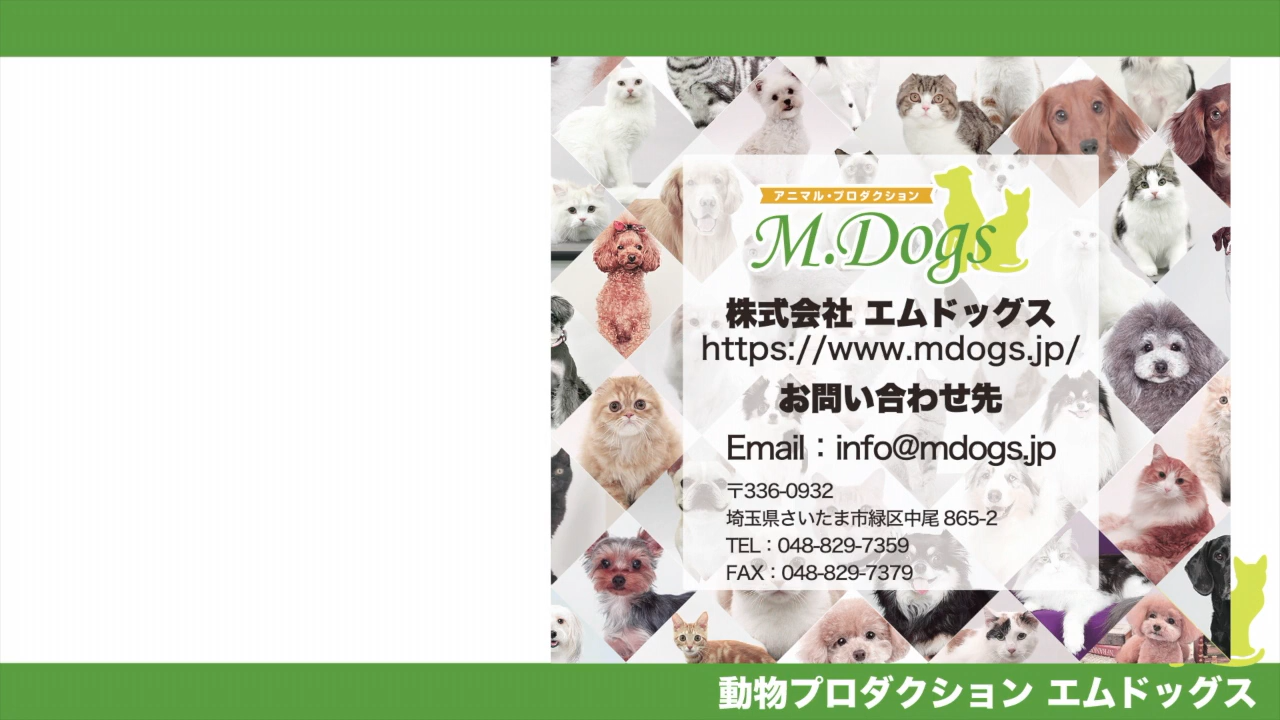 アニマル・プロダクション
M.Dogs
株式会社 エムドッグス
https://www.mdogs.jp/
お問い合わせ先
Email：info@mdogs.jp
〒336-0932
埼玉県さいたま市緑区中尾 865-2
TEL：048-829-7359
FAX：048-829-7379
動物プロダクション エムドッグス